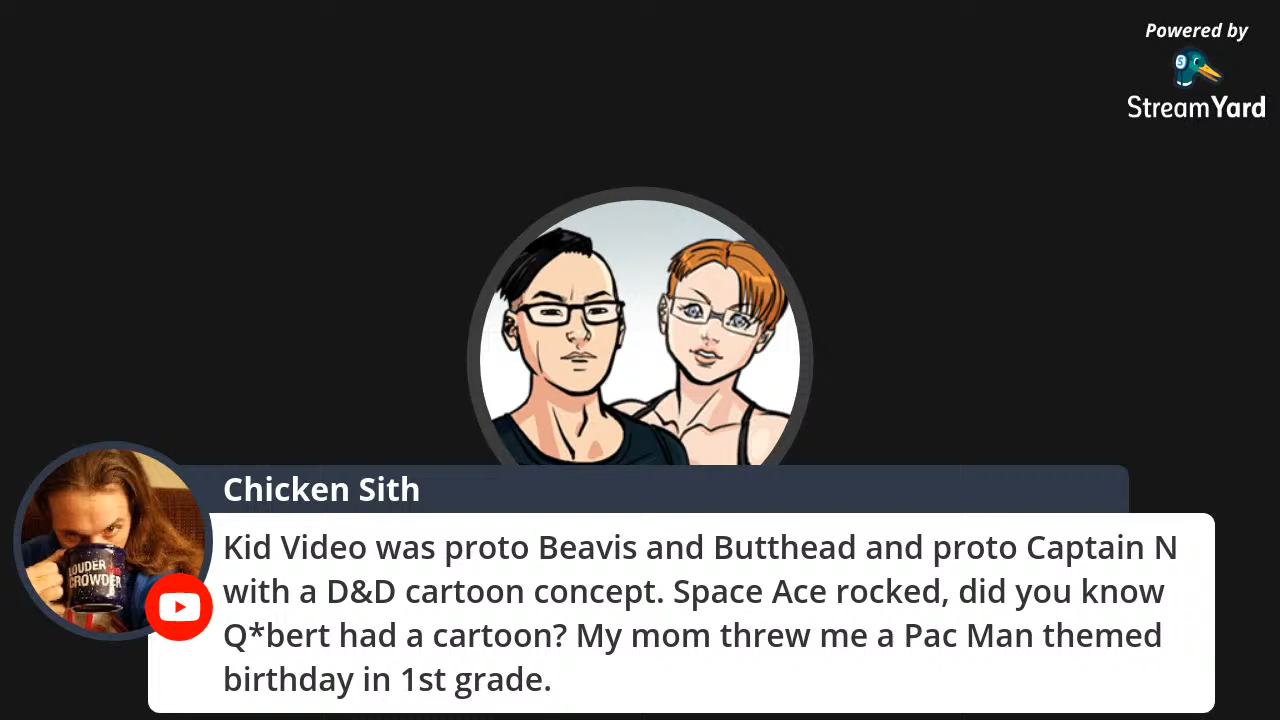 Powered by
S
StreamYard
Chicken Sith
LOUDER
CROWDER
Kid Video was proto Beavis and Butthead and proto Captain N
with a D&D cartoon concept. Space Ace rocked, did you know
Q*bert had a cartoon? My mom threw me a Pac Man themed
birthday in 1st grade.